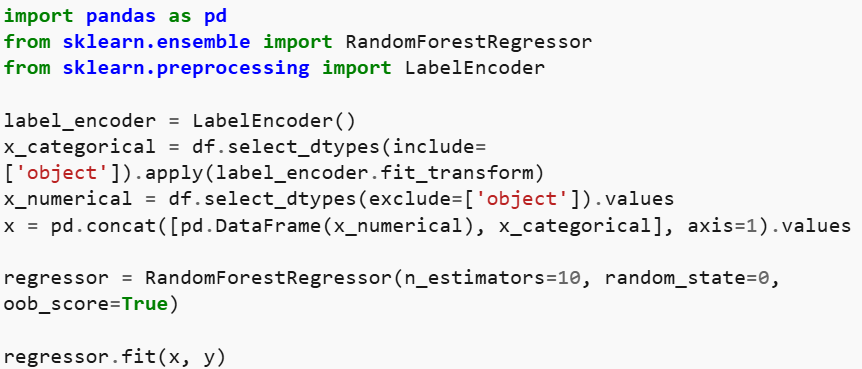 import pandas as pd
from sklearn.ensemble import RandomForestRegressor
from sklearn.preprocessing import LabelEncoder
label_encoder = LabelEncoder()
x_categorical = df.select_dtypes(include=
['object']).apply(label_encoder.fit_transform)
x_numerical = df.select_dtypes(exclude=['object']).values
x = pd.concat([pd.DataFrame(x_numerical), x_categorical], axis=1).values
regressor = RandomForestRegressor(n_estimators=10, random_state=0,
oob_score=True)
regressor.fit(x, y)